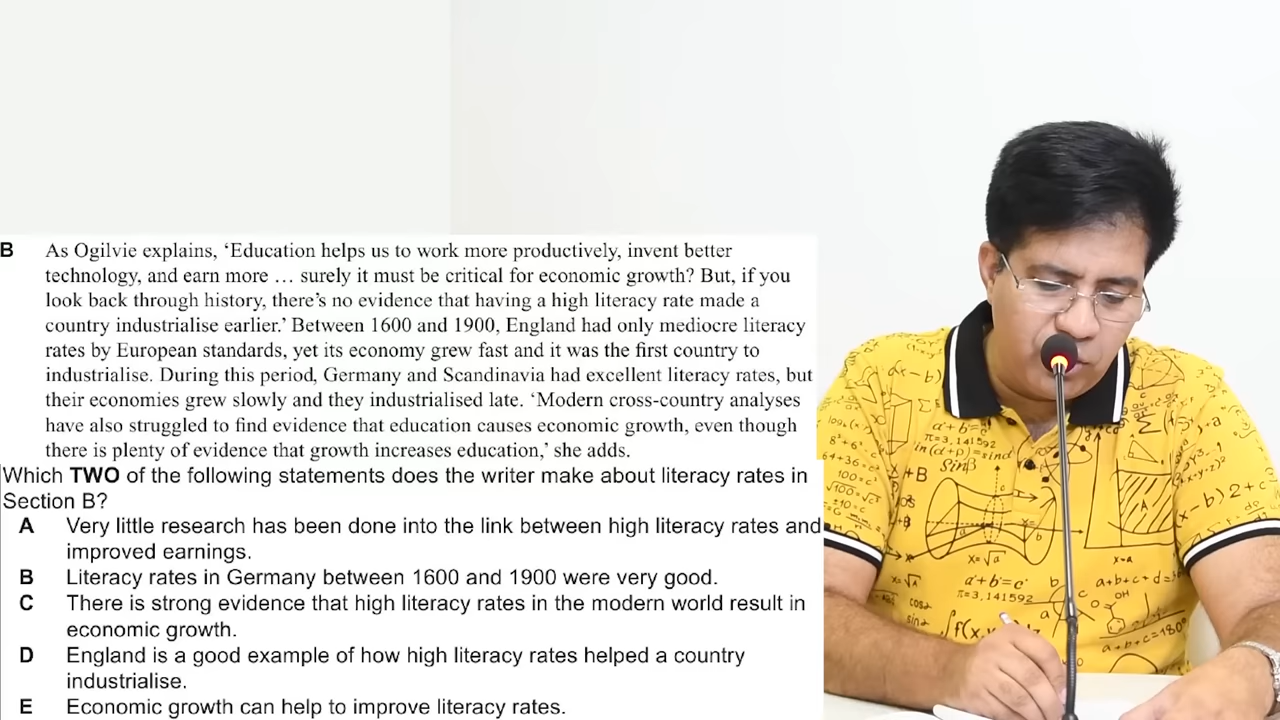 B As Ogilvie explains, ‘Education helps us to work more productively, invent better
technology, and earn more … surely it must be critical for economic growth? But, if you
look back through history, there’s no evidence that having a high literacy rate made a
country industrialise earlier.’ Between 1600 and 1900, England had only mediocre literacy
rates by European standards, yet its economy grew fast and it was the first country to
industrialise. During this period, Germany and Scandinavia had excellent literacy rates, but
their economies grew slowly and they industrialised late. ‘Modern cross-country analyses
have also struggled to find evidence that education causes economic growth, even though
there is plenty of evidence that growth increases education,’ she adds.
Which TWO of the following statements does the writer make about literacy rates in
Section B?
A Very little research has been done into the link between high literacy rates and
improved earnings.
B Literacy rates in Germany between 1600 and 1900 were very good.
C There is strong evidence that high literacy rates in the modern world result in
economic growth.
D England is a good example of how high literacy rates helped a country
industrialise.
E Economic growth can help to improve literacy rates.